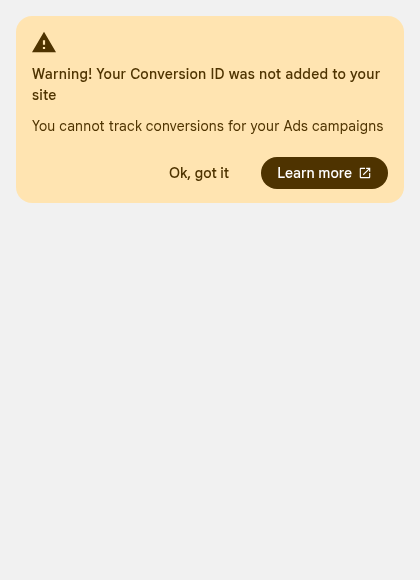 Warning! Your Conversion ID was not added to your
site
You cannot track conversions for your Ads campaigns
Ok, got it
Learn more